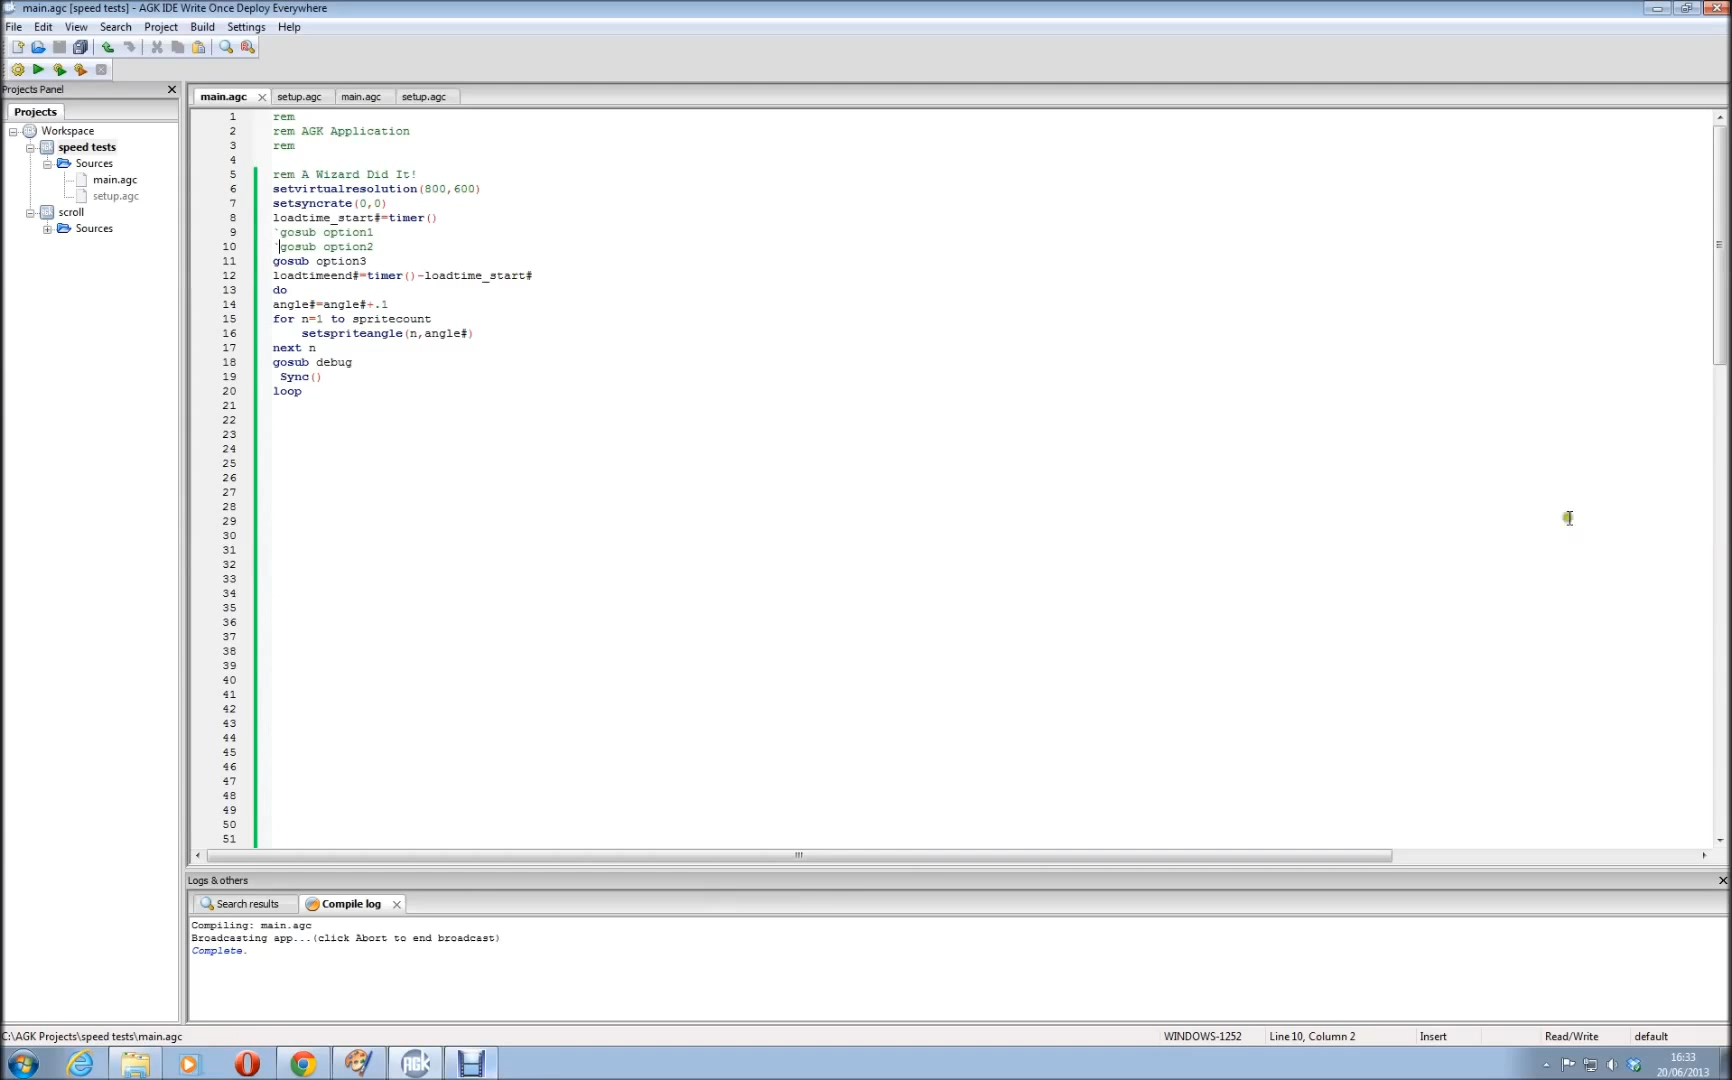 main.agc [speed tests] - AGK IDE Write Once Deploy Everywhere
File Edit View Search Project Build Settings Help
Projects Panel
Projects
Workspace
speed tests
Sources
main.agc
setup.agc
scroll
Sources
main.agc setup.agc main.agc setup.agc
1 rem
2 rem AGK Application
3 rem
4
5 rem A Wizard Did It!
6 setvirtualresolution(800,600)
7 setsyncrate(0,0)
8 loadtime_start#=timer()
9 `gosub option1
10 `gosub option2
11 gosub option3
12 loadtimeend#=timer()-loadtime_start#
13 do
14 angle#=angle#+.1
15 for n=1 to spritecount
16 setspriteangle(n,angle#)
17 next n
18 gosub debug
19 Sync()
20 loop
21
22
23
24
25
26
27
28
29
30
31
32
33
34
35
36
37
38
39
40
41
42
43
44
45
46
47
48
49
50
51
Logs & others
Search results Compile log
Compiling: main.agc
Broadcasting app...(click Abort to end broadcast)
Complete.
C:\AGK Projects\speed tests\main.agc WINDOWS-1252 Line 10, Column 2 Insert Read/Write default
16:33
20/06/2013